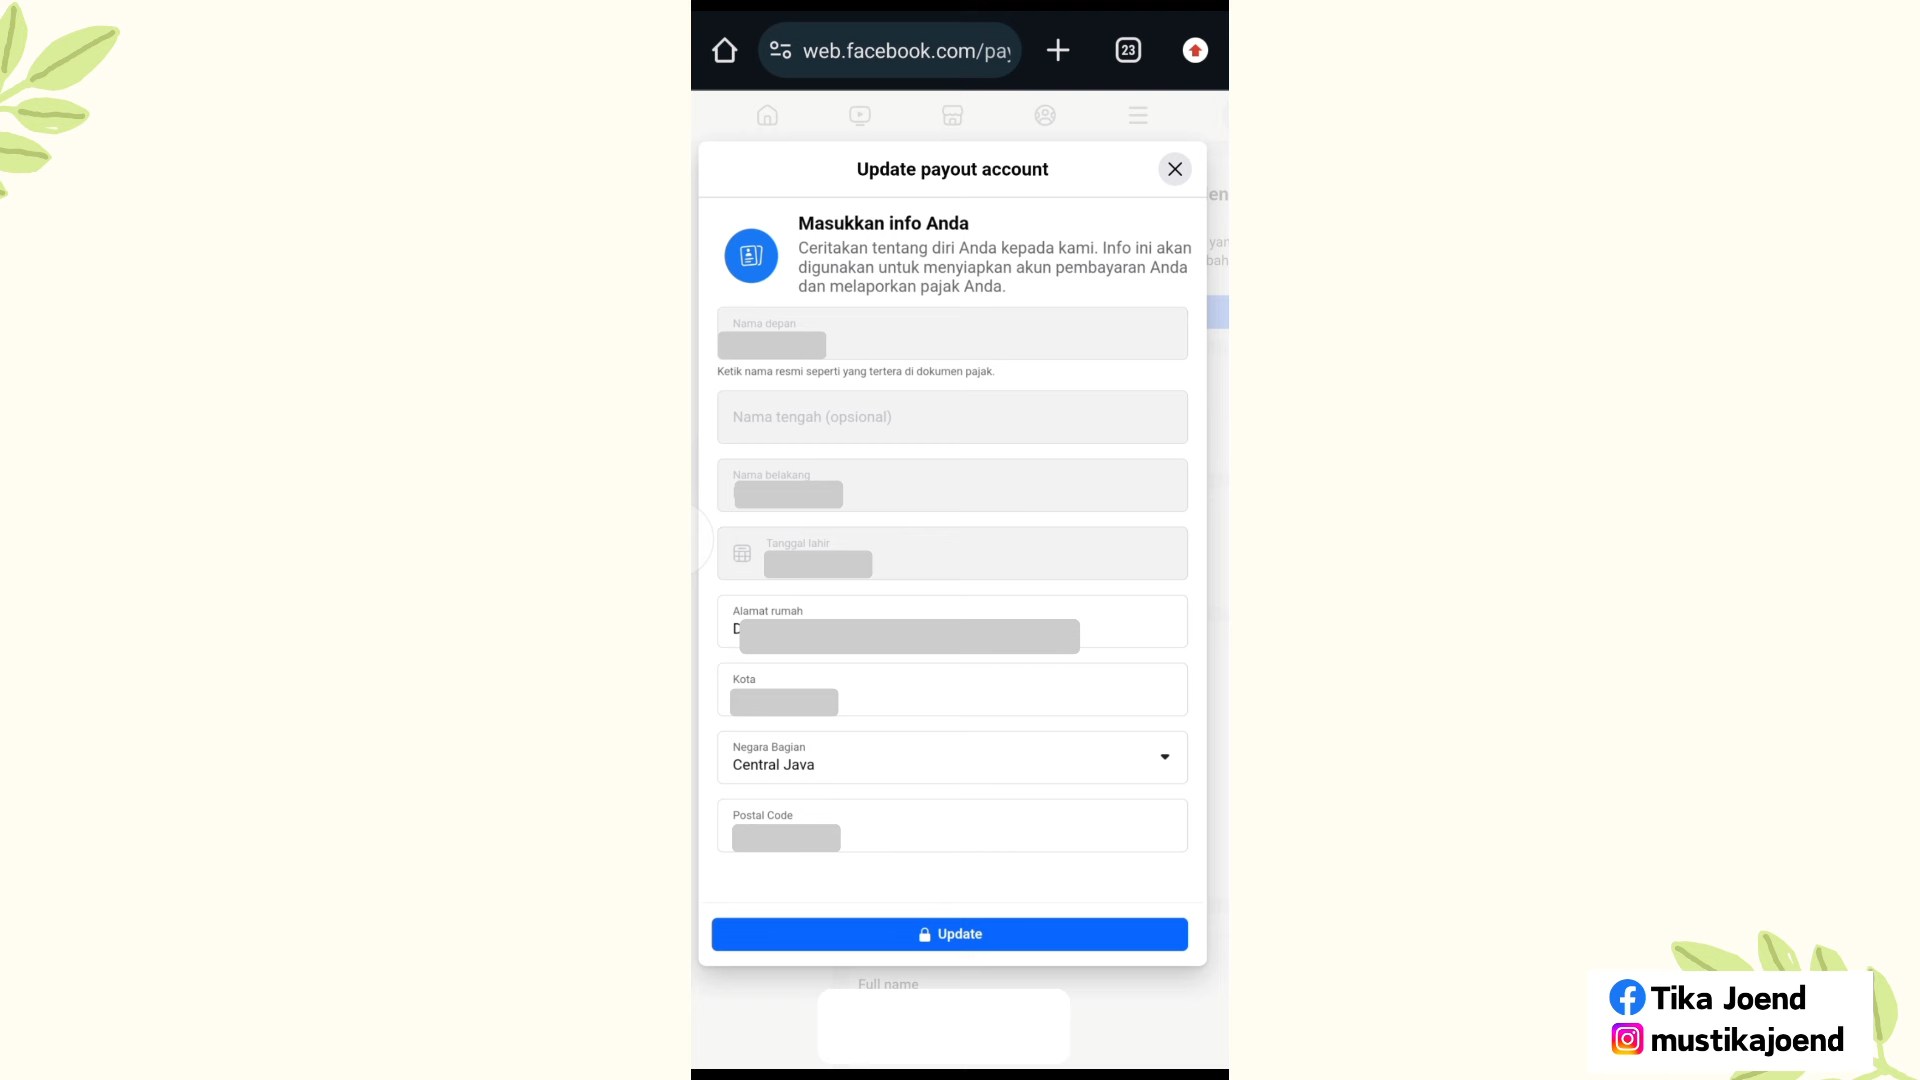 web.facebook.com/pay
23
Update payout account
Masukkan info Anda
Ceritakan tentang diri Anda kepada kami. Info ini akan
digunakan untuk menyiapkan akun pembayaran Anda
dan melaporkan pajak Anda.
Nama depan
Ketik nama resmi seperti yang tertera di dokumen pajak.
Nama tengah (opsional)
Nama belakang
Tanggal lahir
Alamat rumah
Kota
Negara Bagian
Central Java
Postal Code
Update
Full name
Tika Joend
mustikajoend